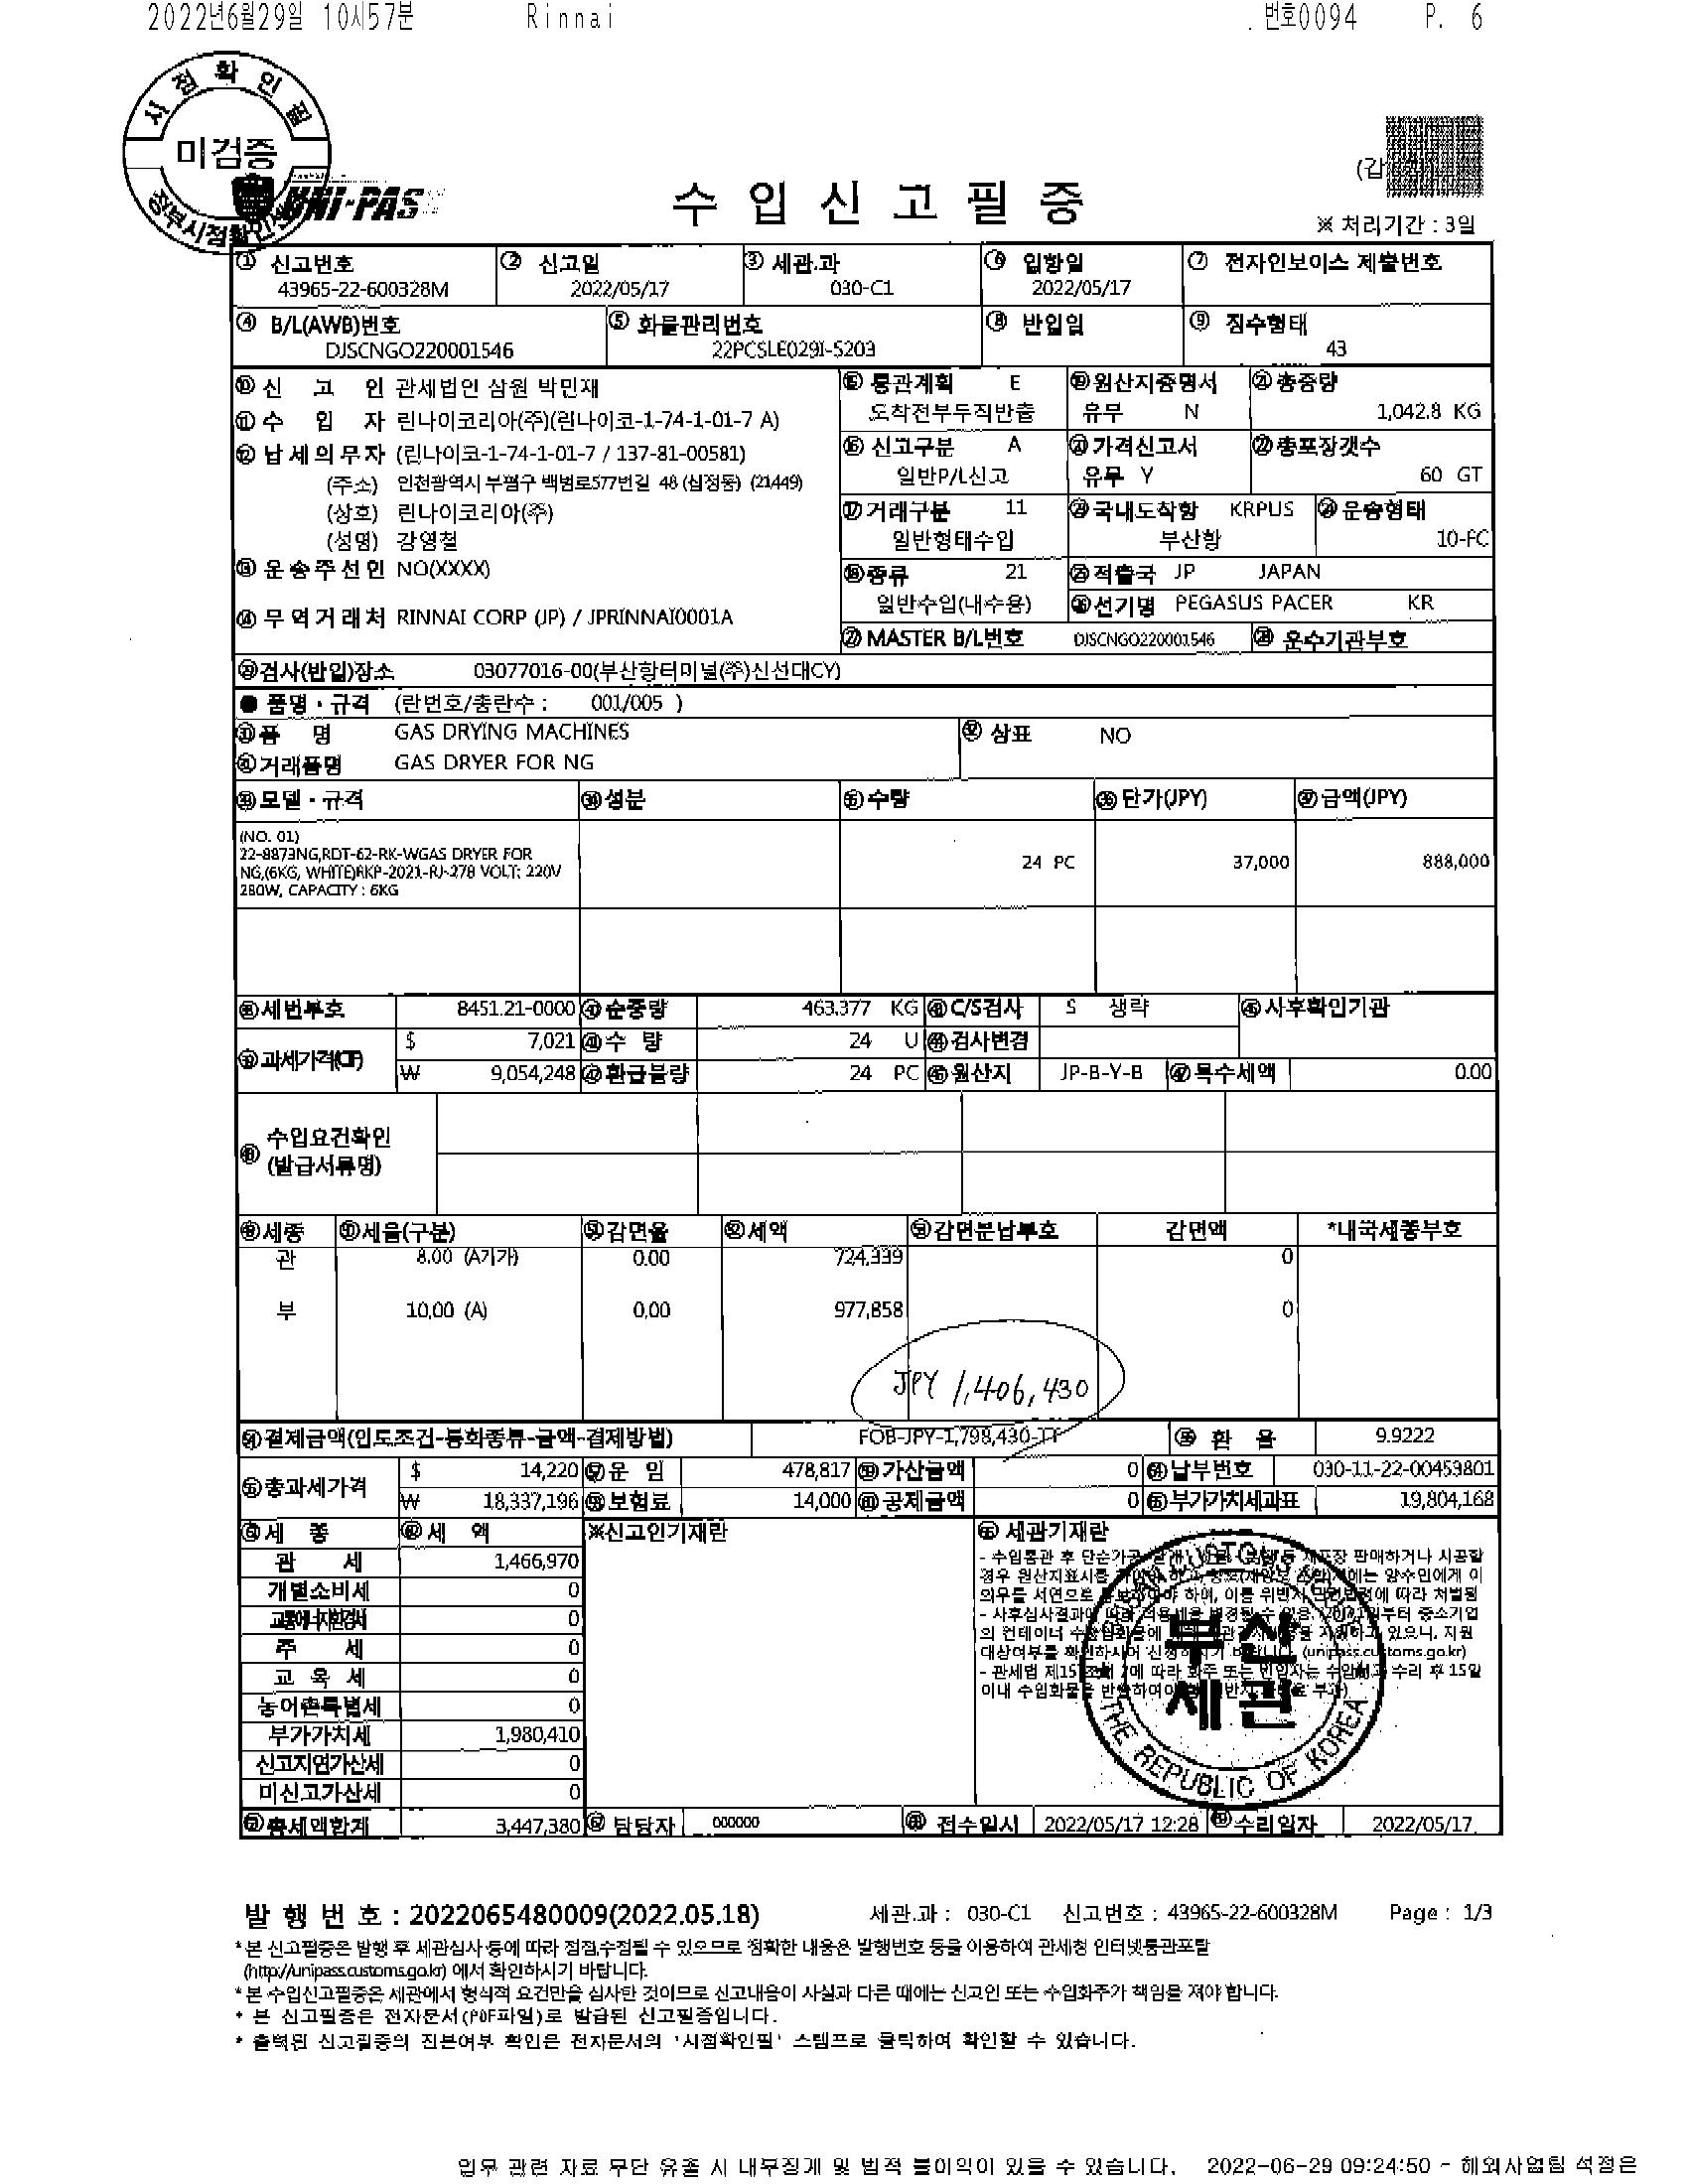 2022년6월29일 10시57분 Rinnai . 번호0094 P. 6
시점확인필
미검증
정부시점확인센
UNI-PASS
수 입 신 고 필 증
(갑
※ 처리기간 : 3일
① 신고번호 ② 신고일 ③ 세관.과 ⑥ 입항일 ⑦ 전자인보이스 제출번호
43965-22-600328M 2022/05/17 030-C1 2022/05/17
④ B/L(AWB)번호 ⑤ 화물관리번호 ⑧ 반입일 ⑨ 징수형태
DJSCNGO220001546 22PCSLE029I-5203 43
⑩ 신 고 인 관세법인 삼원 박민재
⑪ 수 입 자 린나이코리아(주)(린나이코-1-74-1-01-7 A)
⑫ 납세의무자 (린나이코-1-74-1-01-7 / 137-81-00581)
(주소) 인천광역시 부평구 백범로577번길 48 (십정동) (21449)
(상호) 린나이코리아(주)
(성명) 강영철
⑬ 운송주선인 NO(XXXX)
⑭ 무역거래처 RINNAI CORP (JP) / JPRINNAI0001A
⑮ 통관계획 E ⑲ 원산지증명서 ㉑ 총중량
도착전부두직반출 유무 N 1,042.8 KG
⑯ 신고구분 A ⑳ 가격신고서 ㉒ 총포장갯수
일반P/L신고 유무 Y 60 GT
⑰ 거래구분 11 ㉓ 국내도착항 KRPUS ㉔ 운송형태
일반형태수입 부산항 10-FC
⑱ 종류 21 ㉕ 적출국 JP JAPAN
일반수입(내수용) ㉖ 선기명 PEGASUS PACER KR
㉗ MASTER B/L번호 DJSCNGO220001546 ㉘ 운수기관부호
㉙ 검사(반입)장소 03077016-00(부산항터미널(주)신선대CY)
● 품명 · 규격 (란번호/총란수 : 001/005 )
㉚ 품 명 GAS DRYING MACHINES ㉜ 상표 NO
㉛ 거래품명 GAS DRYER FOR NG
㉝ 모델 · 규격 ㉞ 성분 ㉟ 수량 ㊱ 단가(JPY) ㊲ 금액(JPY)
(NO. 01)
22-8873NG,RDT-62-RK-WGAS DRYER FOR
NG,(6KG, WHITE)RKP-2021-RJ-278 VOLT: 220V
280W, CAPACITY : 6KG
24 PC 37,000 888,000
㊳ 세번부호 8451.21-0000 ㊵ 순중량 463.377 KG ㊸ C/S검사 S 생략 ㊺ 사후확인기관
㊴ 과세가격(CIF) $ 7,021 ㊶ 수 량 24 U ㊹ 검사변경
₩ 9,054,248 ㊷ 환급물량 24 PC ㊻ 원산지 JP-B-Y-B ㊼ 특수세액 0.00
㊽ 수입요건확인
(발급서류명)
㊾ 세종 ㊿ 세율(구분) 51 감면율 52 세액 53 감면분납부호 감면액 *내국세종부호
관 8.00 (A기가) 0.00 724,339 0
부 10.00 (A) 0.00 977,858 0
JPY 1,406,430
54 결제금액(인도조건-통화종류-금액-결제방법) FOB-JPY-1,798,430-TT 56 환 율 9.9222
55 총과세가격 $ 14,220 57 운 임 478,817 59 가산금액 0 64 납부번호 030-11-22-00453801
₩ 18,337,196 58 보험료 14,000 60 공제금액 0 65 부가가치세과표 19,804,168
61 세 종 62 세 액 ※신고인기재란 66 세관기재란
관 세 1,466,970
개별소비세 0
교통에너지환경세 0
주 세 0
교 육 세 0
농어촌특별세 0
부가가치세 1,980,410
신고지연가산세 0
미신고가산세 0
- 수입통관 후 단순가공 판매하거나 시공할
경우 원산지표시를 양수인에게 이
의무를 서면으로 하며, 이를 위반시 따라 처벌됨
- 사후심사결과에 따라 적용세율 변경될 수 있음. 부터 중소기업
의 컨테이너 수입화물에 지원하고 있으니, 지원
대상여부를 확인하시어 신청하시기 바랍니다. (unipass.customs.go.kr)
- 관세법 제157조의 2에 따라 화주 또는 반입자는 수입신고 수리 후 15일
이내 수입화물을 반출하여야
BUSAN CUSTOMS HOUSE
부산
세관
THE REPUBLIC OF KOREA
63 총세액합계 3,447,380 67 담당자 000000 68 접수일시 2022/05/17 12:28 69 수리일자 2022/05/17
발 행 번 호 : 2022065480009(2022.05.18) 세관.과 : 030-C1 신고번호 : 43965-22-600328M Page : 1/3
* 본 신고필증은 발행 후 세관심사 등에 따라 정정,수정될 수 있으므로 정확한 내용은 발행번호 등을 이용하여 관세청 인터넷통관포탈
(http://unipass.customs.go.kr) 에서 확인하시기 바랍니다.
* 본 수입신고필증은 세관에서 형식적 요건만을 심사한 것이므로 신고내용이 사실과 다른 때에는 신고인 또는 수입화주가 책임을 져야 합니다.
* 본 신고필증은 전자문서(PDF파일)로 발급된 신고필증입니다.
* 출력된 신고필증의 진본여부 확인은 전자문서의 '시점확인필' 스탬프로 클릭하여 확인할 수 있습니다.
업무 관련 자료 무단 유출 시 내부징계 및 법적 불이익이 있을 수 있습니다. 2022-06-29 09:24:50 - 해외사업팀 석정은